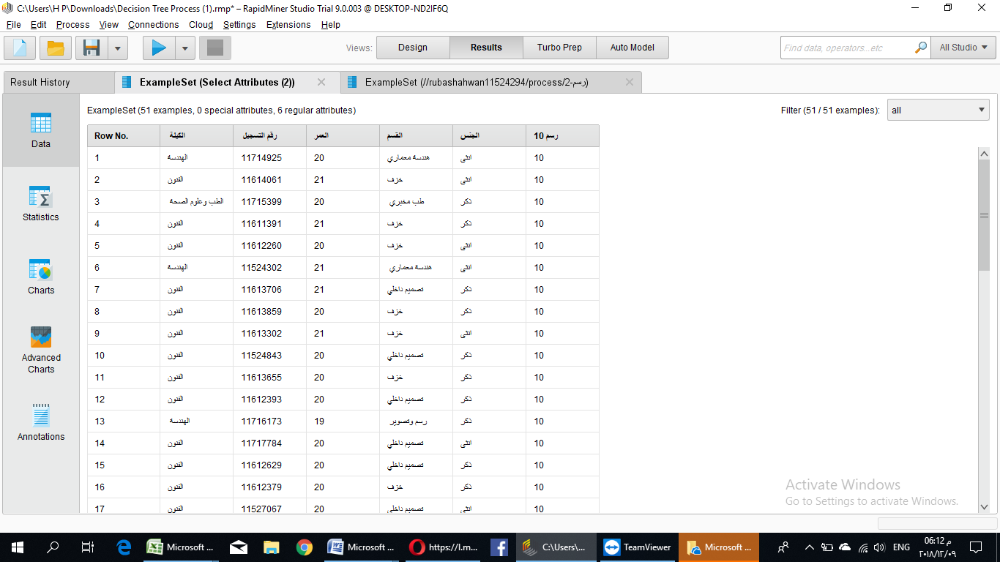 C:\Users\H P\Downloads\Decision Tree Process (1).rmp* – RapidMiner Studio Trial 9.0.003 @ DESKTOP-ND2IF6Q
File Edit Process View Connections Cloud Settings Extensions Help
Views: Design Results Turbo Prep Auto Model Find data, operators...etc All Studio
Result History ExampleSet (Select Attributes (2)) ExampleSet (//rubashahwan11524294/process/2-رسم)
ExampleSet (51 examples, 0 special attributes, 6 regular attributes) Filter (51 / 51 examples): all
Data
Statistics
Charts
Advanced
Charts
Annotations
Row No. الكيلة رقم التسجيل العمر القسم الجنس رسم 10
1 الهندسة 11714925 20 هندسة معماري انثى 10
2 الفنون 11614061 21 خزف انثى 10
3 الطب وعلوم الصحة 11715399 20 طب مخبري ذكر 10
4 الفنون 11611391 21 خزف ذكر 10
5 الفنون 11612260 20 خزف انثى 10
6 الهندسة 11524302 21 هندسة معماري انثى 10
7 الفنون 11613706 21 تصميم داخلي ذكر 10
8 الفنون 11613859 20 خزف ذكر 10
9 الفنون 11613302 21 خزف انثى 10
10 الفنون 11524843 20 تصميم داخلي ذكر 10
11 الفنون 11613655 20 خزف ذكر 10
12 الفنون 11612393 20 تصميم داخلي ذكر 10
13 الهندسة 11716173 19 رسم وتصوير ذكر 10
14 الفنون 11717784 20 تصميم داخلي انثى 10
15 الفنون 11612629 20 تصميم داخلي ذكر 10
16 الفنون 11612379 20 خزف ذكر 10
17 الفنون 11527067 20 تصميم داخلي انثى 10
Activate Windows
Go to Settings to activate Windows.
Microsoft ... Microsoft ... https://l.m... C:\Users\... TeamViewer Microsoft ... ENG 06:12 م
٢٠١٨/١٢/٠٩